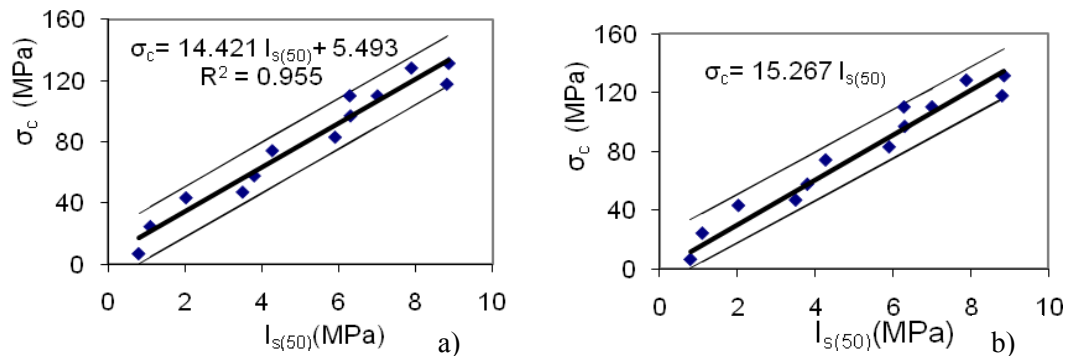 160
120
80
40
0
σc (MPa)
σc= 14.421 Is(50)+ 5.493
R² = 0.955
0 2 4 6 8 10
Is(50)(MPa)
a)
160
120
80
40
0
σc (MPa)
σc= 15.267 Is(50)
0 2 4 6 8 10
Is(50)(MPa)
b)